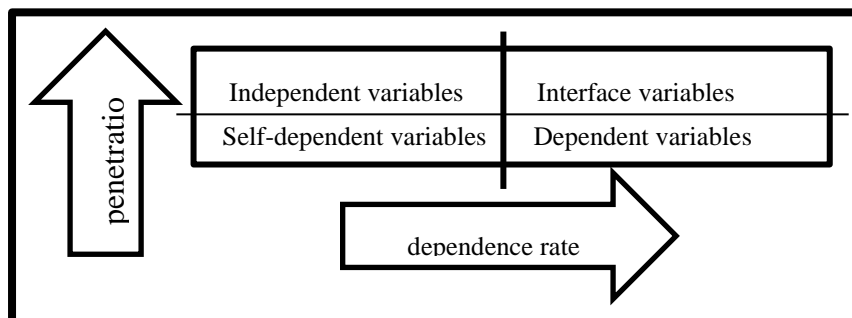 penetratio
Independent variables
Interface variables
Self-dependent variables
Dependent variables
dependence rate